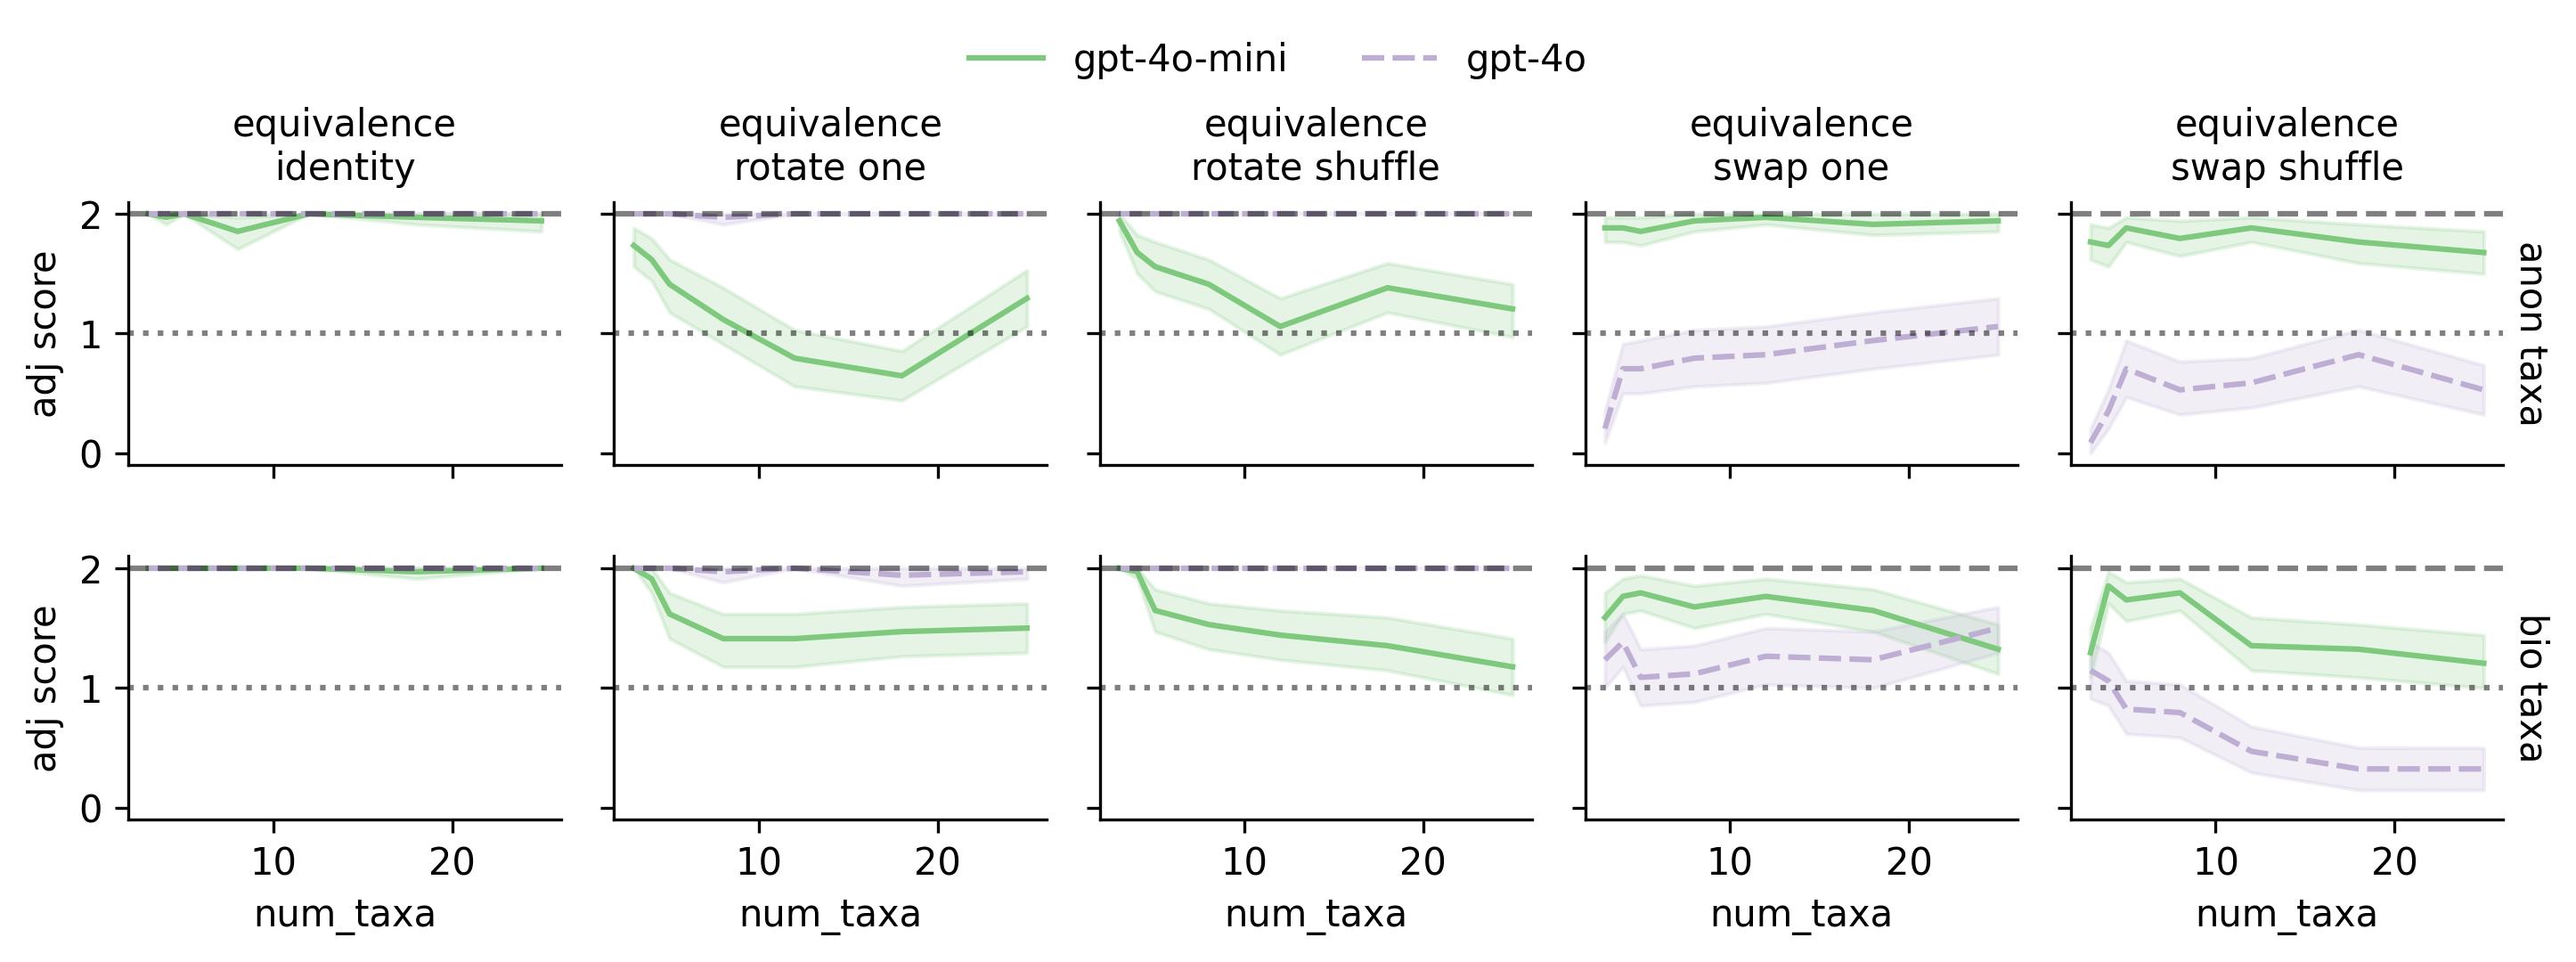 gpt-4o-mini gpt-4o
equivalence
identity
equivalence
rotate one
equivalence
rotate shuffle
equivalence
swap one
equivalence
swap shuffle
2
1
0
adj score
anon taxa
2
1
0
adj score
bio taxa
10 20
10 20
10 20
10 20
10 20
num_taxa
num_taxa
num_taxa
num_taxa
num_taxa